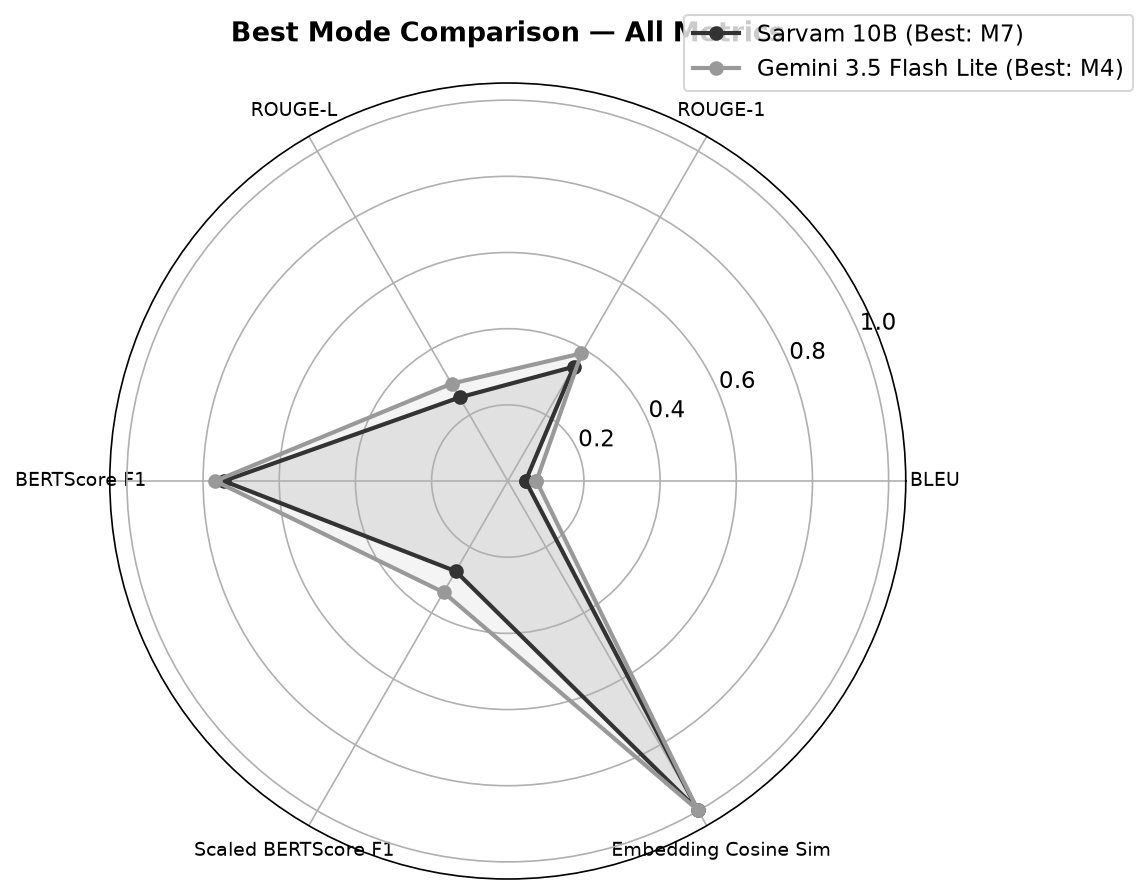 Best Mode Comparison — All Metrics
Sarvam 10B (Best: M7)
Gemini 3.5 Flash Lite (Best: M4)
ROUGE-L
ROUGE-1
1.0
0.8
0.6
0.4
0.2
BERTScore F1
BLEU
Scaled BERTScore F1
Embedding Cosine Sim